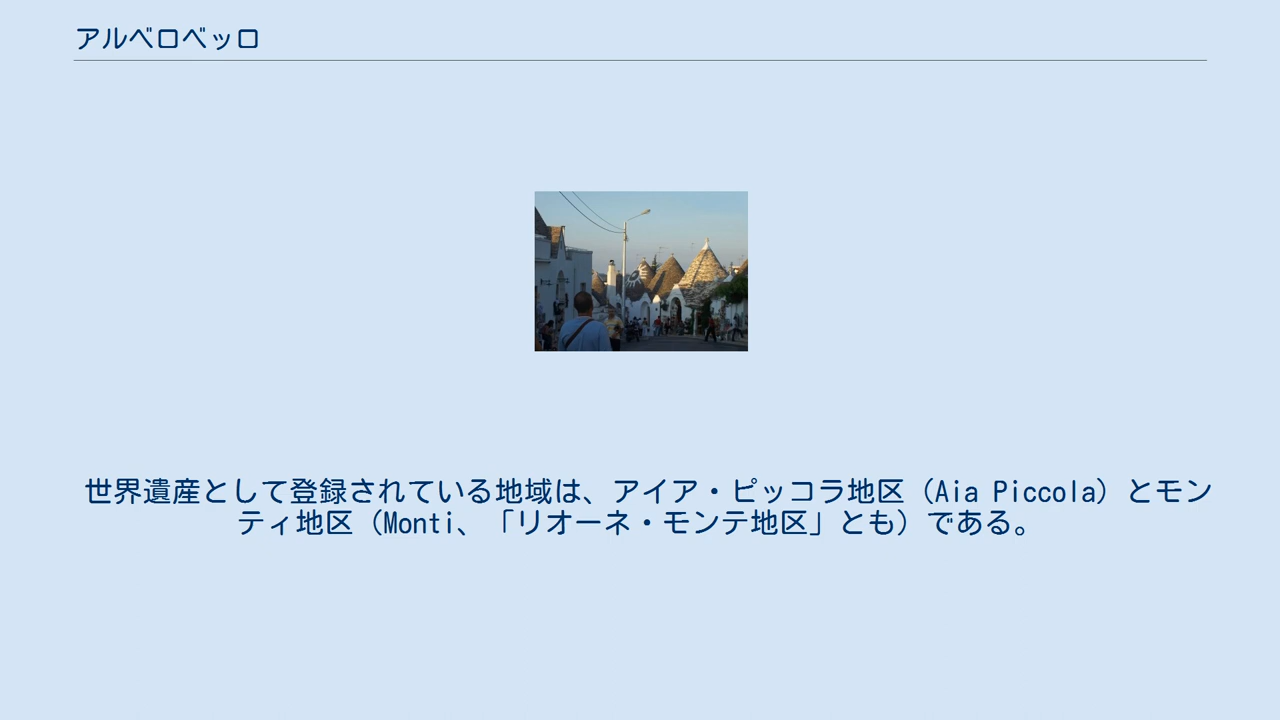 アルベロベッロ
世界遺産として登録されている地域は、アイア・ピッコラ地区（Aia Piccola）とモン
ティ地区（Monti、「リオーネ・モンテ地区」とも）である。